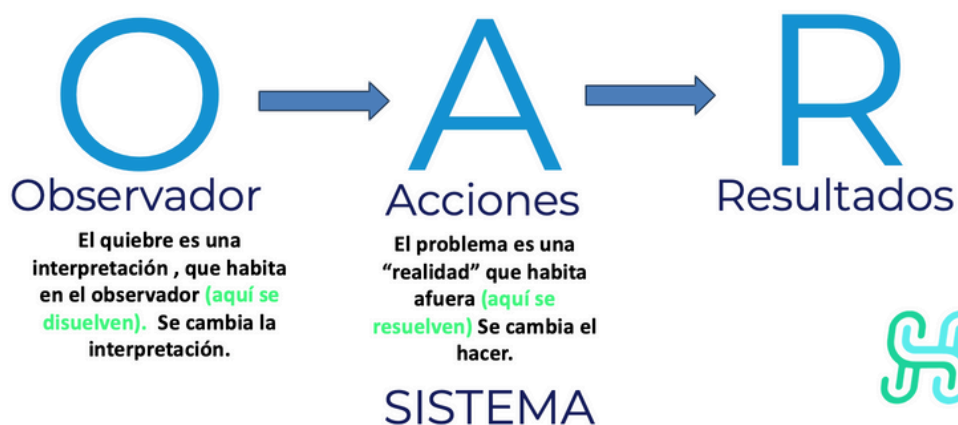 O
A
R
Observador
Acciones
Resultados
El quiebre es una
interpretación , que habita
en el observador (aquí se
disuelven). Se cambia la
interpretación.
El problema es una
“realidad” que habita
afuera (aquí se
resuelven) Se cambia el
hacer.
SISTEMA